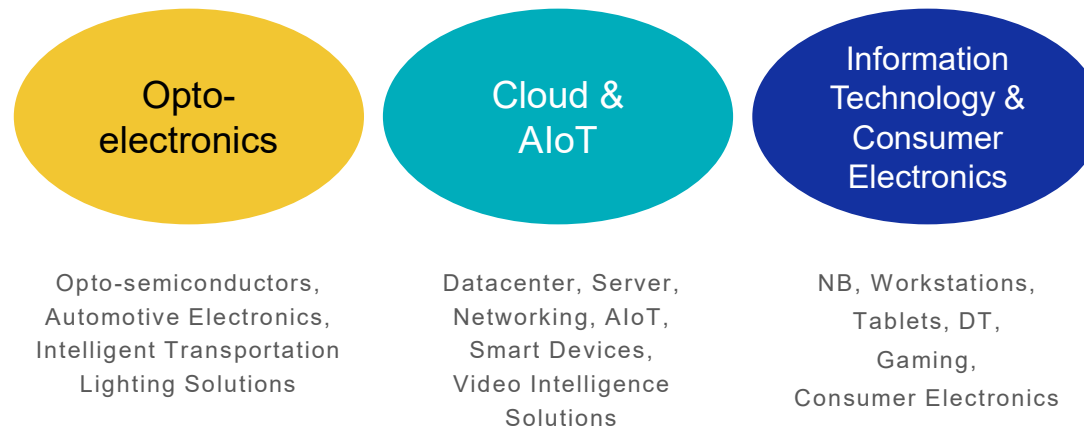 Opto-
electronics
Cloud &
AIoT
Information
Technology &
Consumer
Electronics
Opto-semiconductors,
Automotive Electronics,
Intelligent Transportation
Lighting Solutions
Datacenter, Server,
Networking, AIoT,
Smart Devices,
Video Intelligence
Solutions
NB, Workstations,
Tablets, DT,
Gaming,
Consumer Electronics